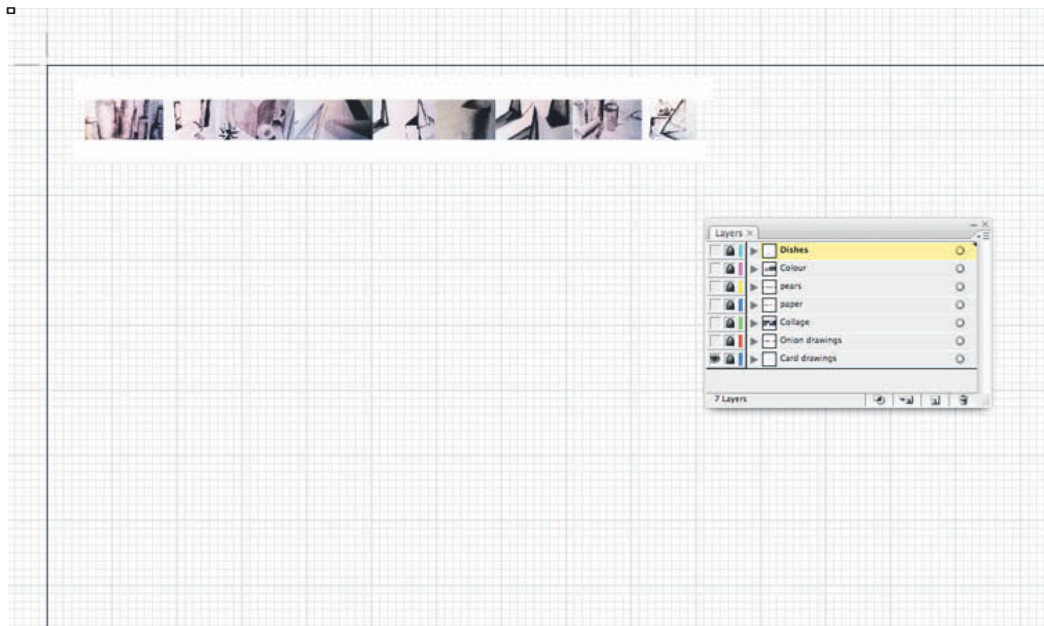 Layers ×
Dishes
Colour
pears
paper
Collage
Onion drawings
Card drawings
7 Layers